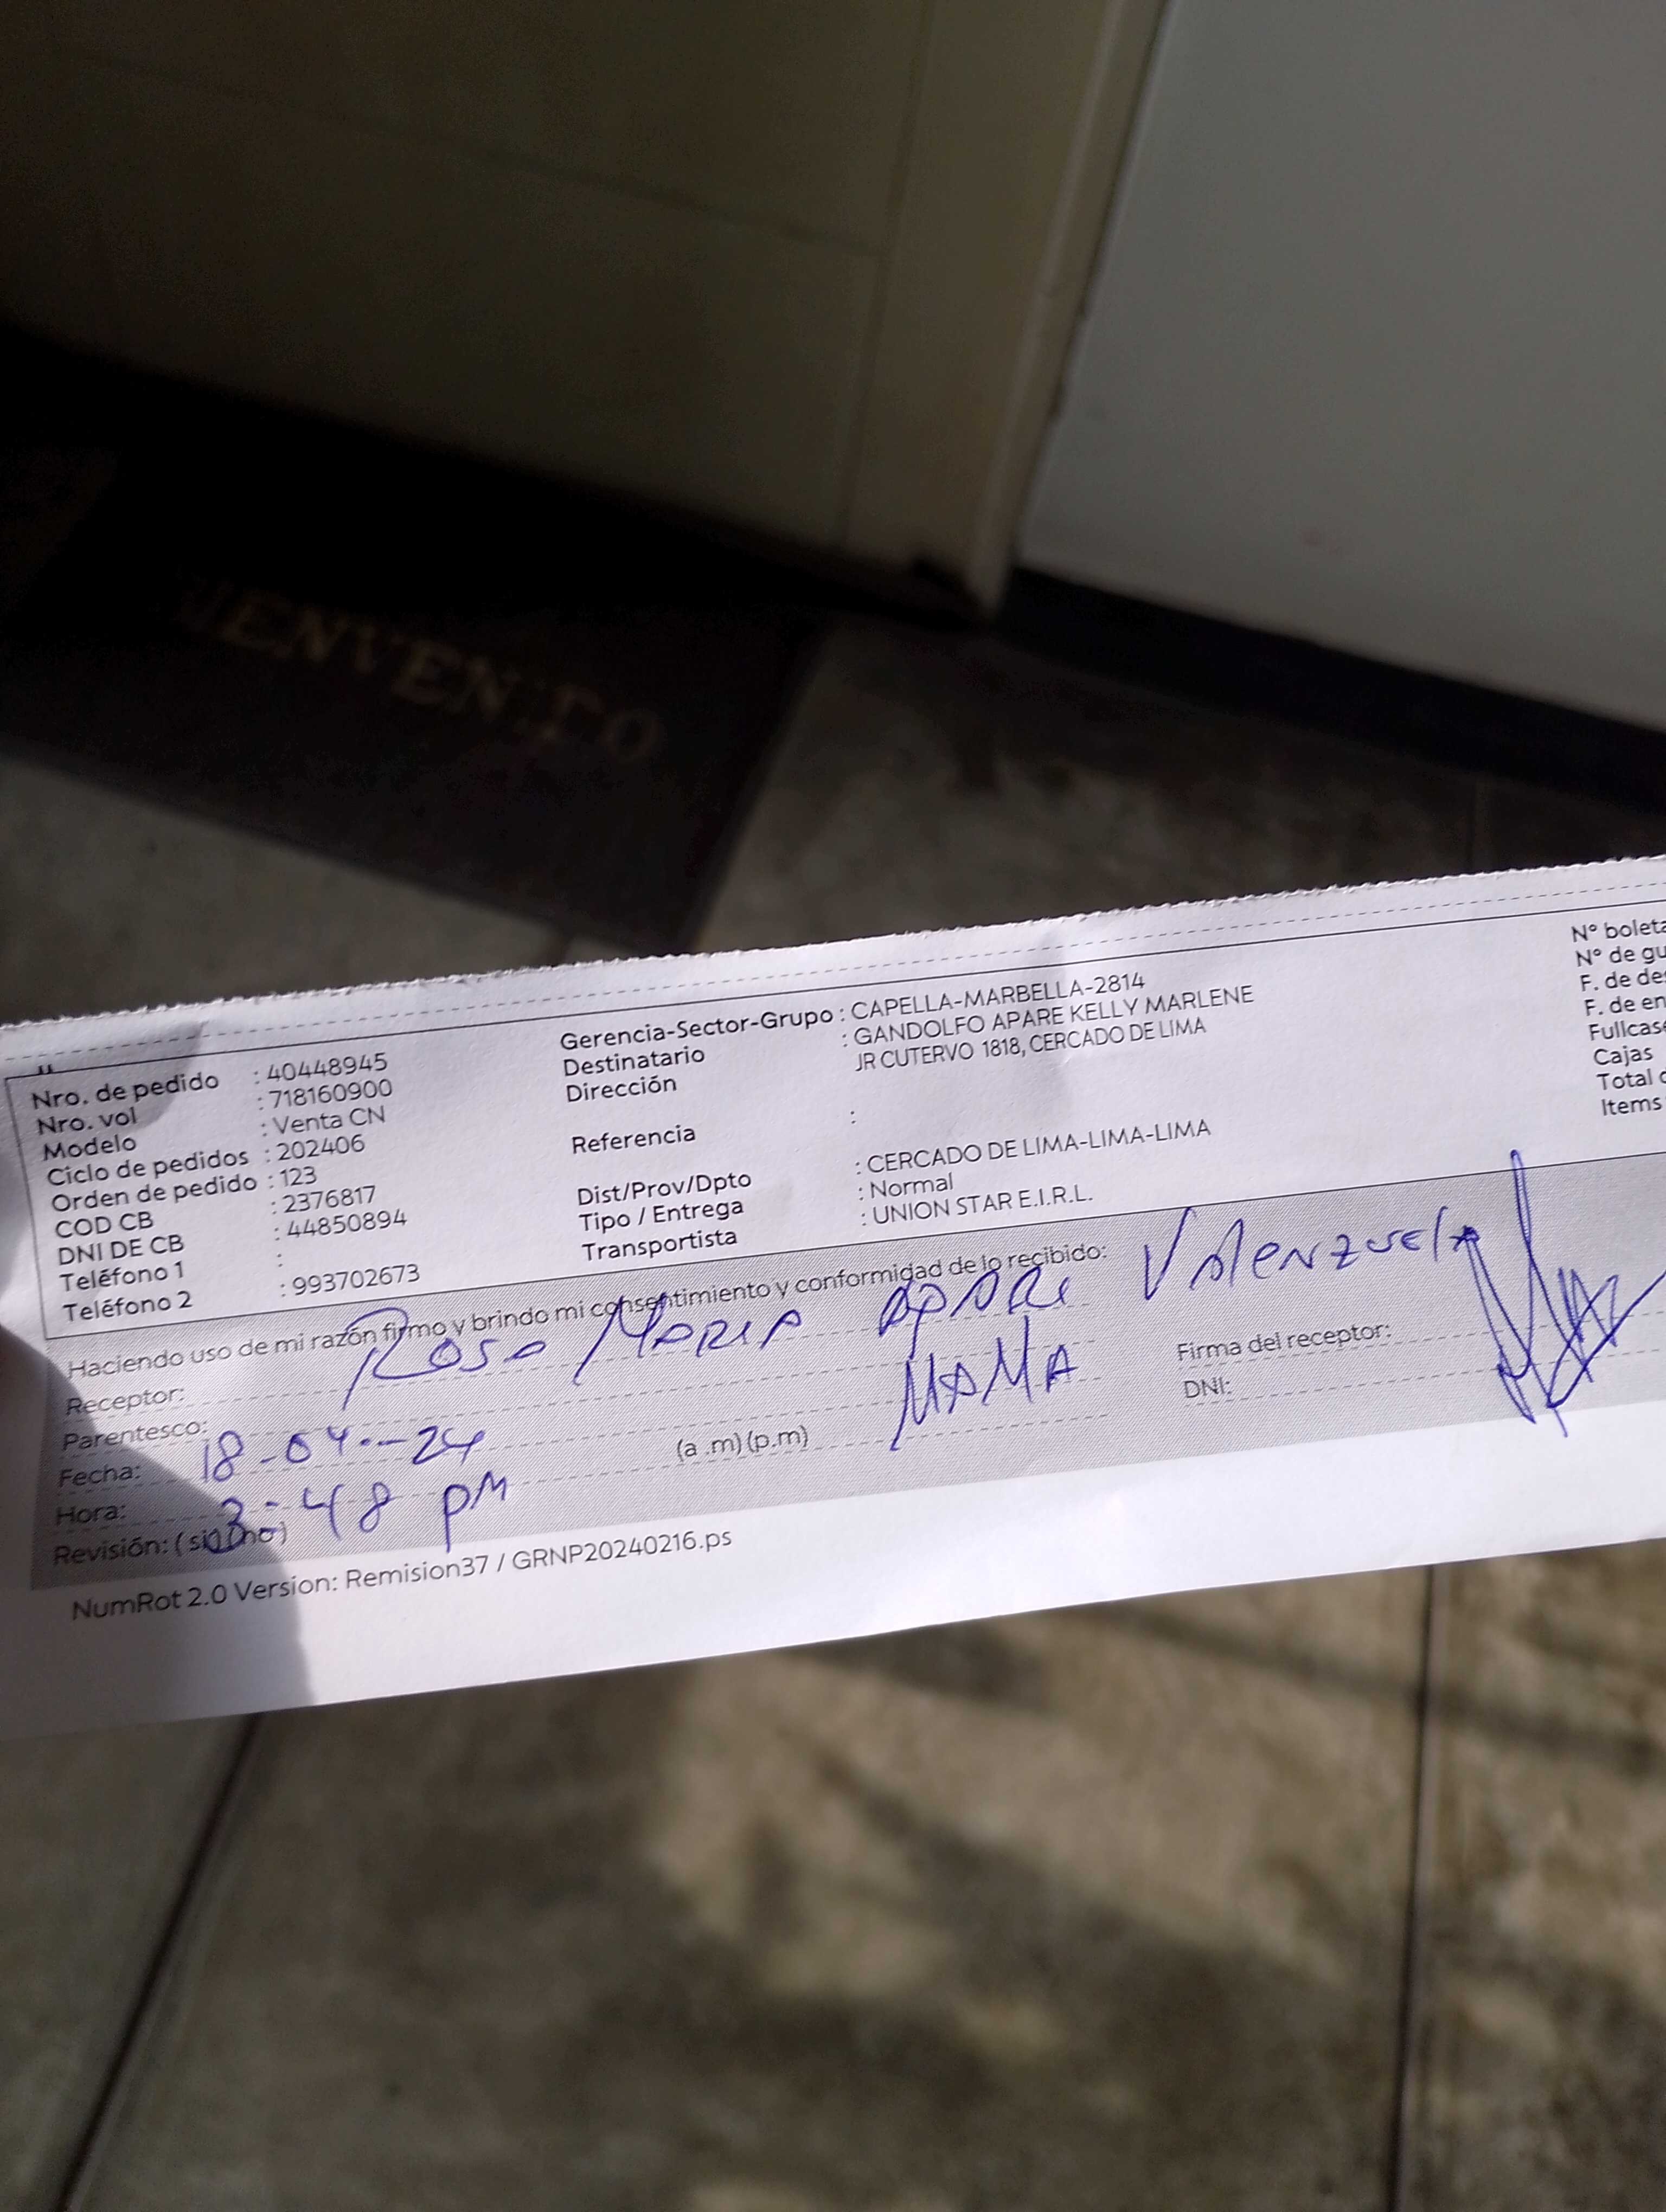 BIENVENIDO
Nro. de pedido : 40448945
Nro. vol : 718160900
Modelo : Venta CN
Ciclo de pedidos : 202406
Orden de pedido : 123
COD CB : 2376817
DNI DE CB : 44850894
Teléfono 1 :
Teléfono 2 : 993702673
Gerencia-Sector-Grupo : CAPELLA-MARBELLA-2814
Destinatario : GANDOLFO APARE KELLY MARLENE
Dirección JR CUTERVO 1818, CERCADO DE LIMA
Referencia :
Dist/Prov/Dpto : CERCADO DE LIMA-LIMA-LIMA
Tipo / Entrega : Normal
Transportista : UNION STAR E.I.R.L.
N° boleta
N° de gu
F. de de
F. de en
Fullcase
Cajas
Total
Items
Haciendo uso de mi razón firmo y brindo mi consentimiento y conformidad de lo recibido:
Receptor: Rosa MARIA APARE VAlENZUElA
Parentesco: MAMA
Fecha: 18-04-24
Hora: 3:48 pM (a.m)(p.m)
Revisión: ( si) (no )
Firma del receptor:
DNI:
NumRot 2.0 Version: Remision37 / GRNP20240216.ps